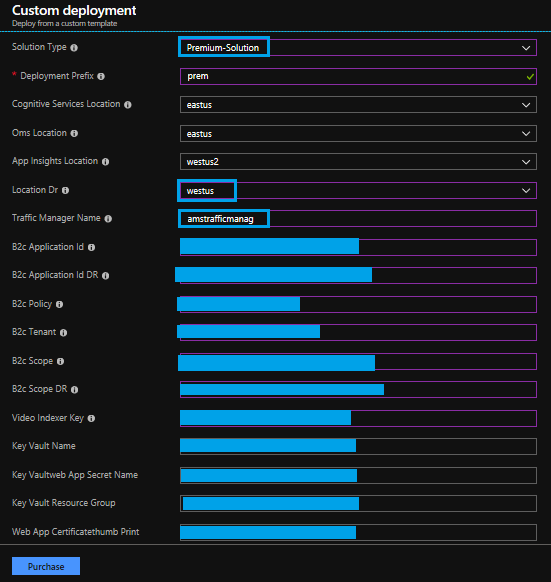 Custom deployment
Deploy from a custom template
Solution Type Premium-Solution
* Deployment Prefix prem
Cognitive Services Location eastus
Oms Location eastus
App Insights Location westus2
Location Dr westus
Traffic Manager Name amstrafficmanag
B2c Application Id
B2c Application Id DR
B2c Policy
B2c Tenant
B2c Scope
B2c Scope DR
Video Indexer Key
Key Vault Name
Key Vaultweb App Secret Name
Key Vault Resource Group
Web App Certificatethumb Print
Purchase